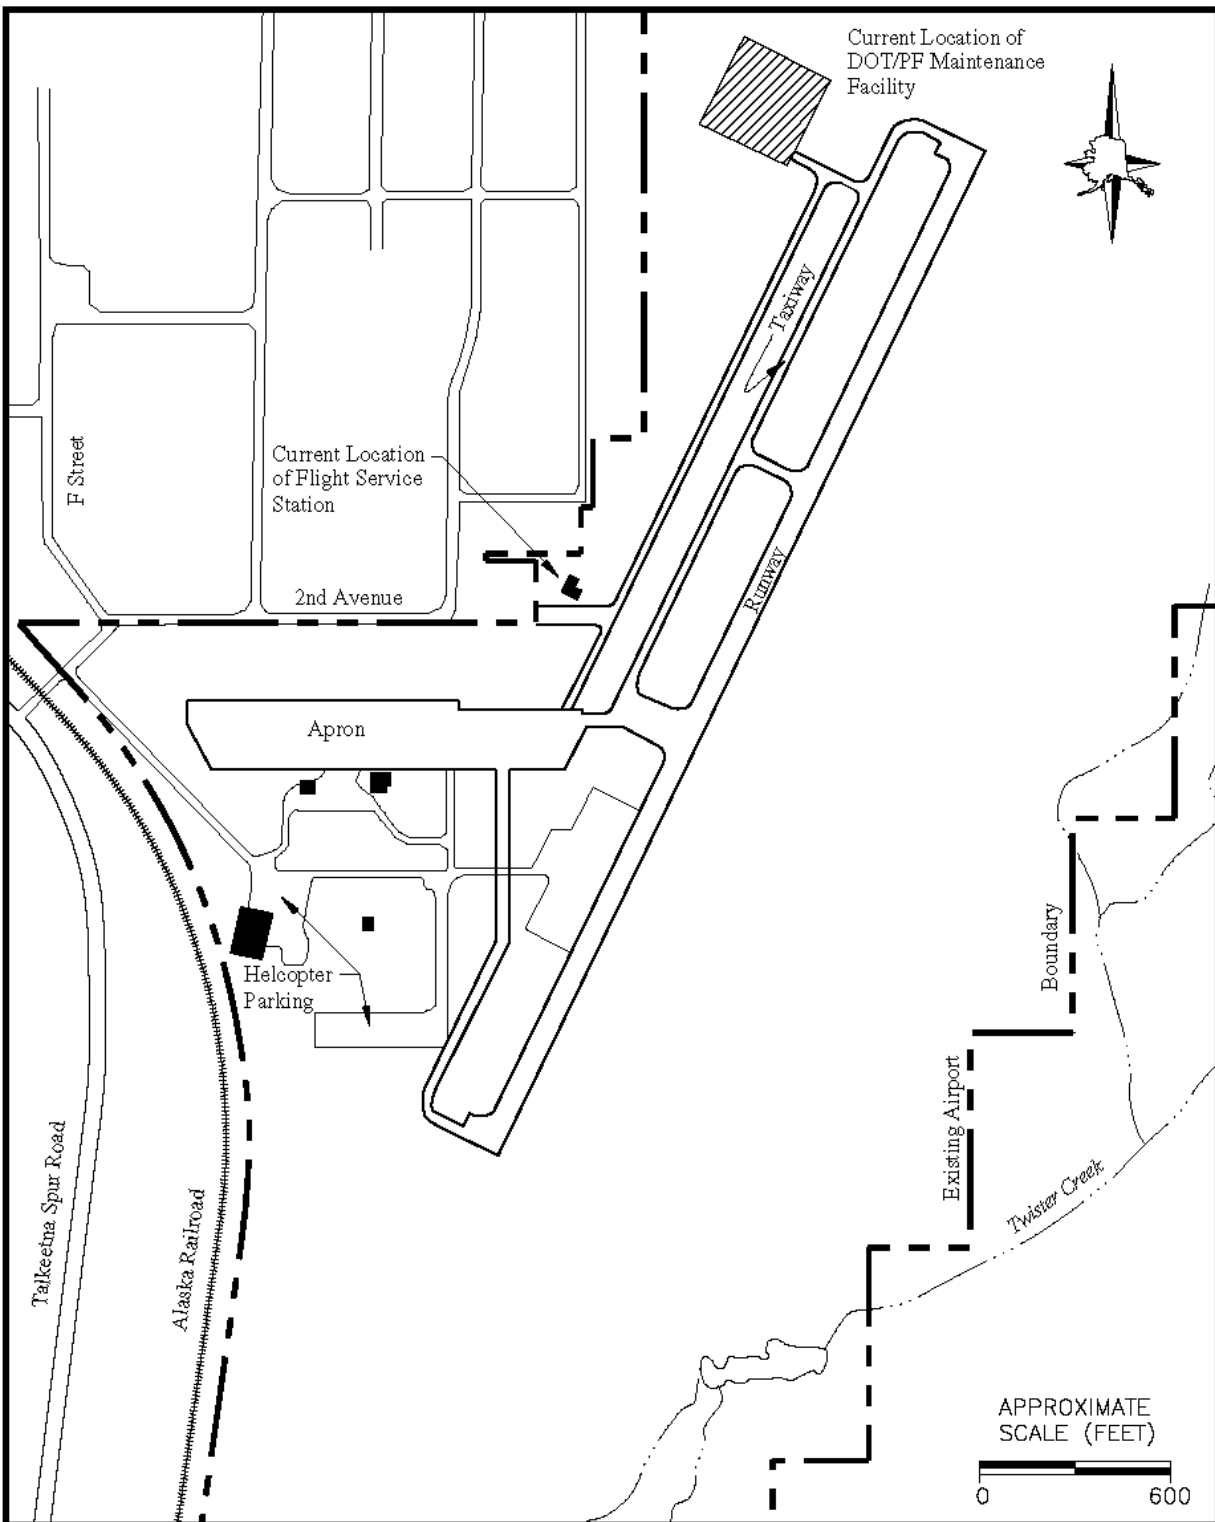 Current Location of
DOT/PF Maintenance
Facility
Taxiway
F Street
Current Location
of Flight Service
Station
2nd Avenue
Runway
Apron
Boundary
Helcopter
Parking
Existing Airport
Twister Creek
Talkeetna Spur Road
Alaska Railroad
APPROXIMATE
SCALE (FEET)
0 600